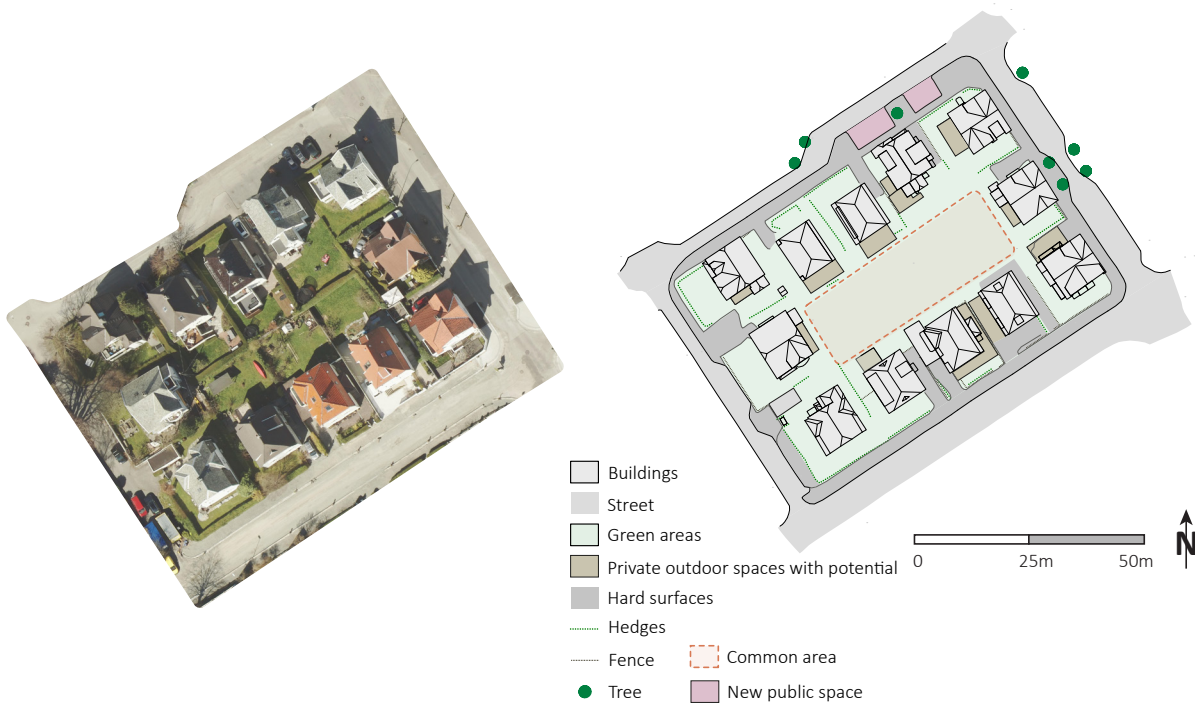 Buildings
Street
Green areas
Private outdoor spaces with potential
Hard surfaces
Hedges
Fence
Tree
Common area
New public space
0 25m 50m
N